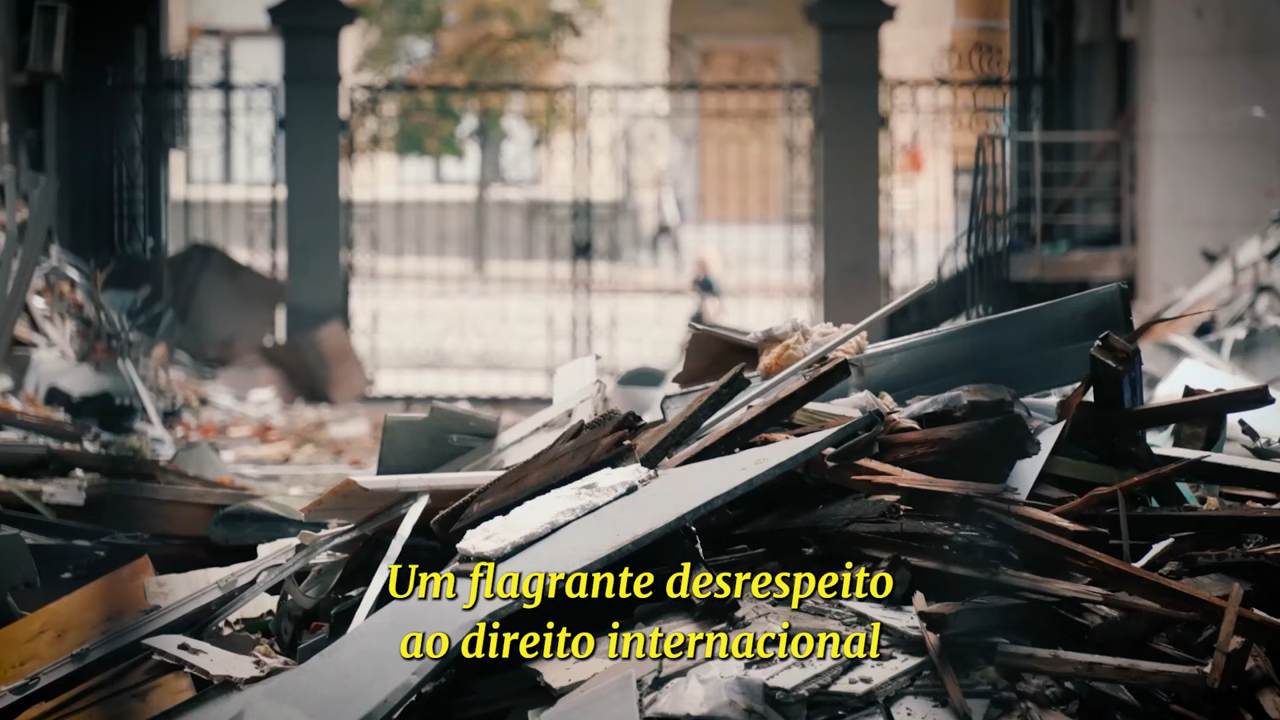 Um flagrante desrespeito
ao direito internacional